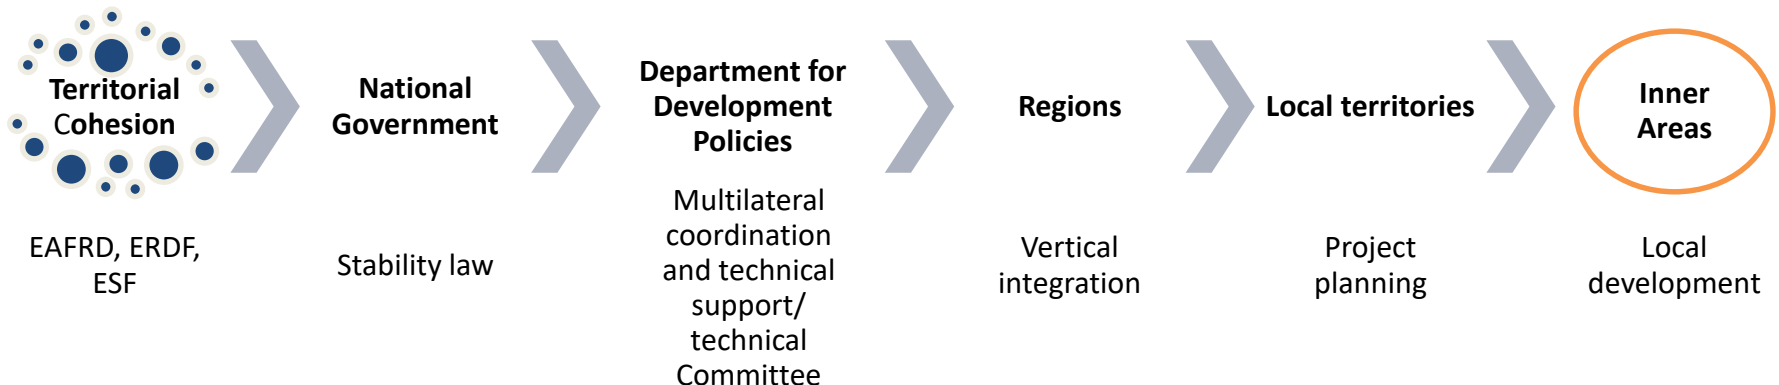 Territorial
Cohesion
EAFRD, ERDF,
ESF
National
Government
Stability law
Department for
Development
Policies
Multilateral
coordination
and technical
support/
technical
Committee
Regions
Vertical
integration
Local territories
Project
planning
Inner
Areas
Local
development